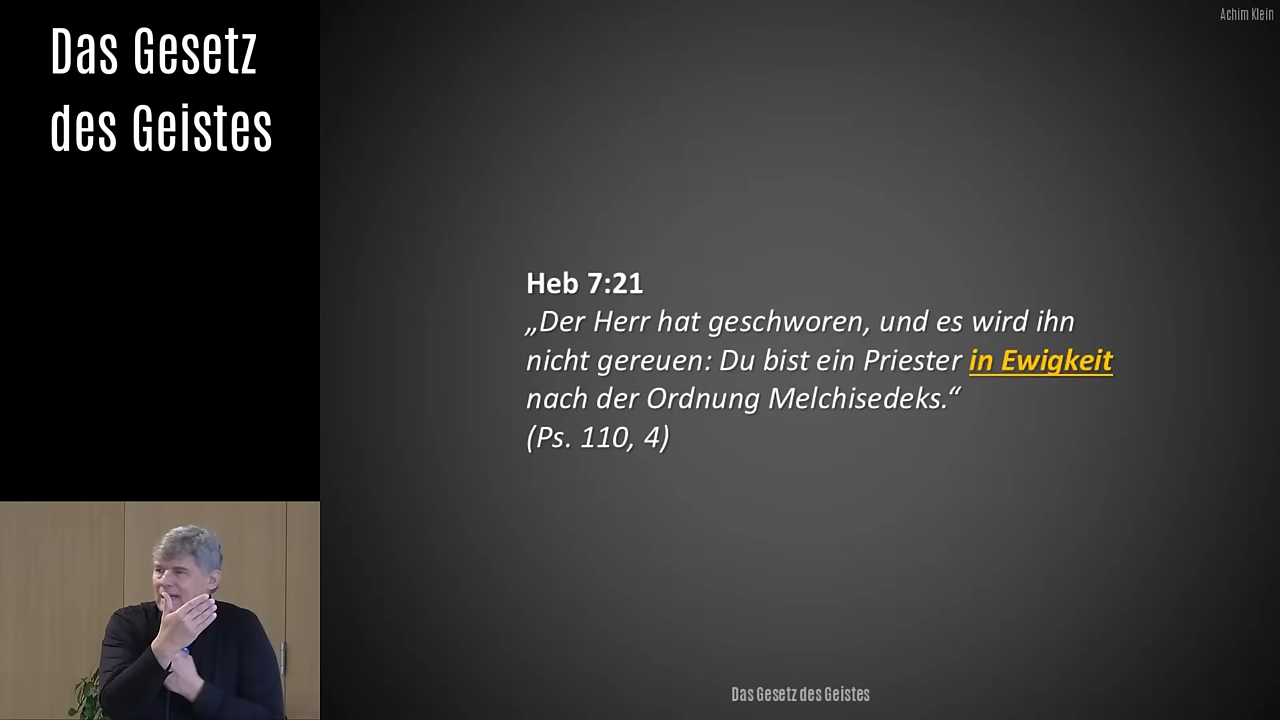 Das Gesetz
des Geistes
Achim Klein
Heb 7:21
„Der Herr hat geschworen, und es wird ihn
nicht gereuen: Du bist ein Priester in Ewigkeit
nach der Ordnung Melchisedeks.“
(Ps. 110, 4)
Das Gesetz des Geistes